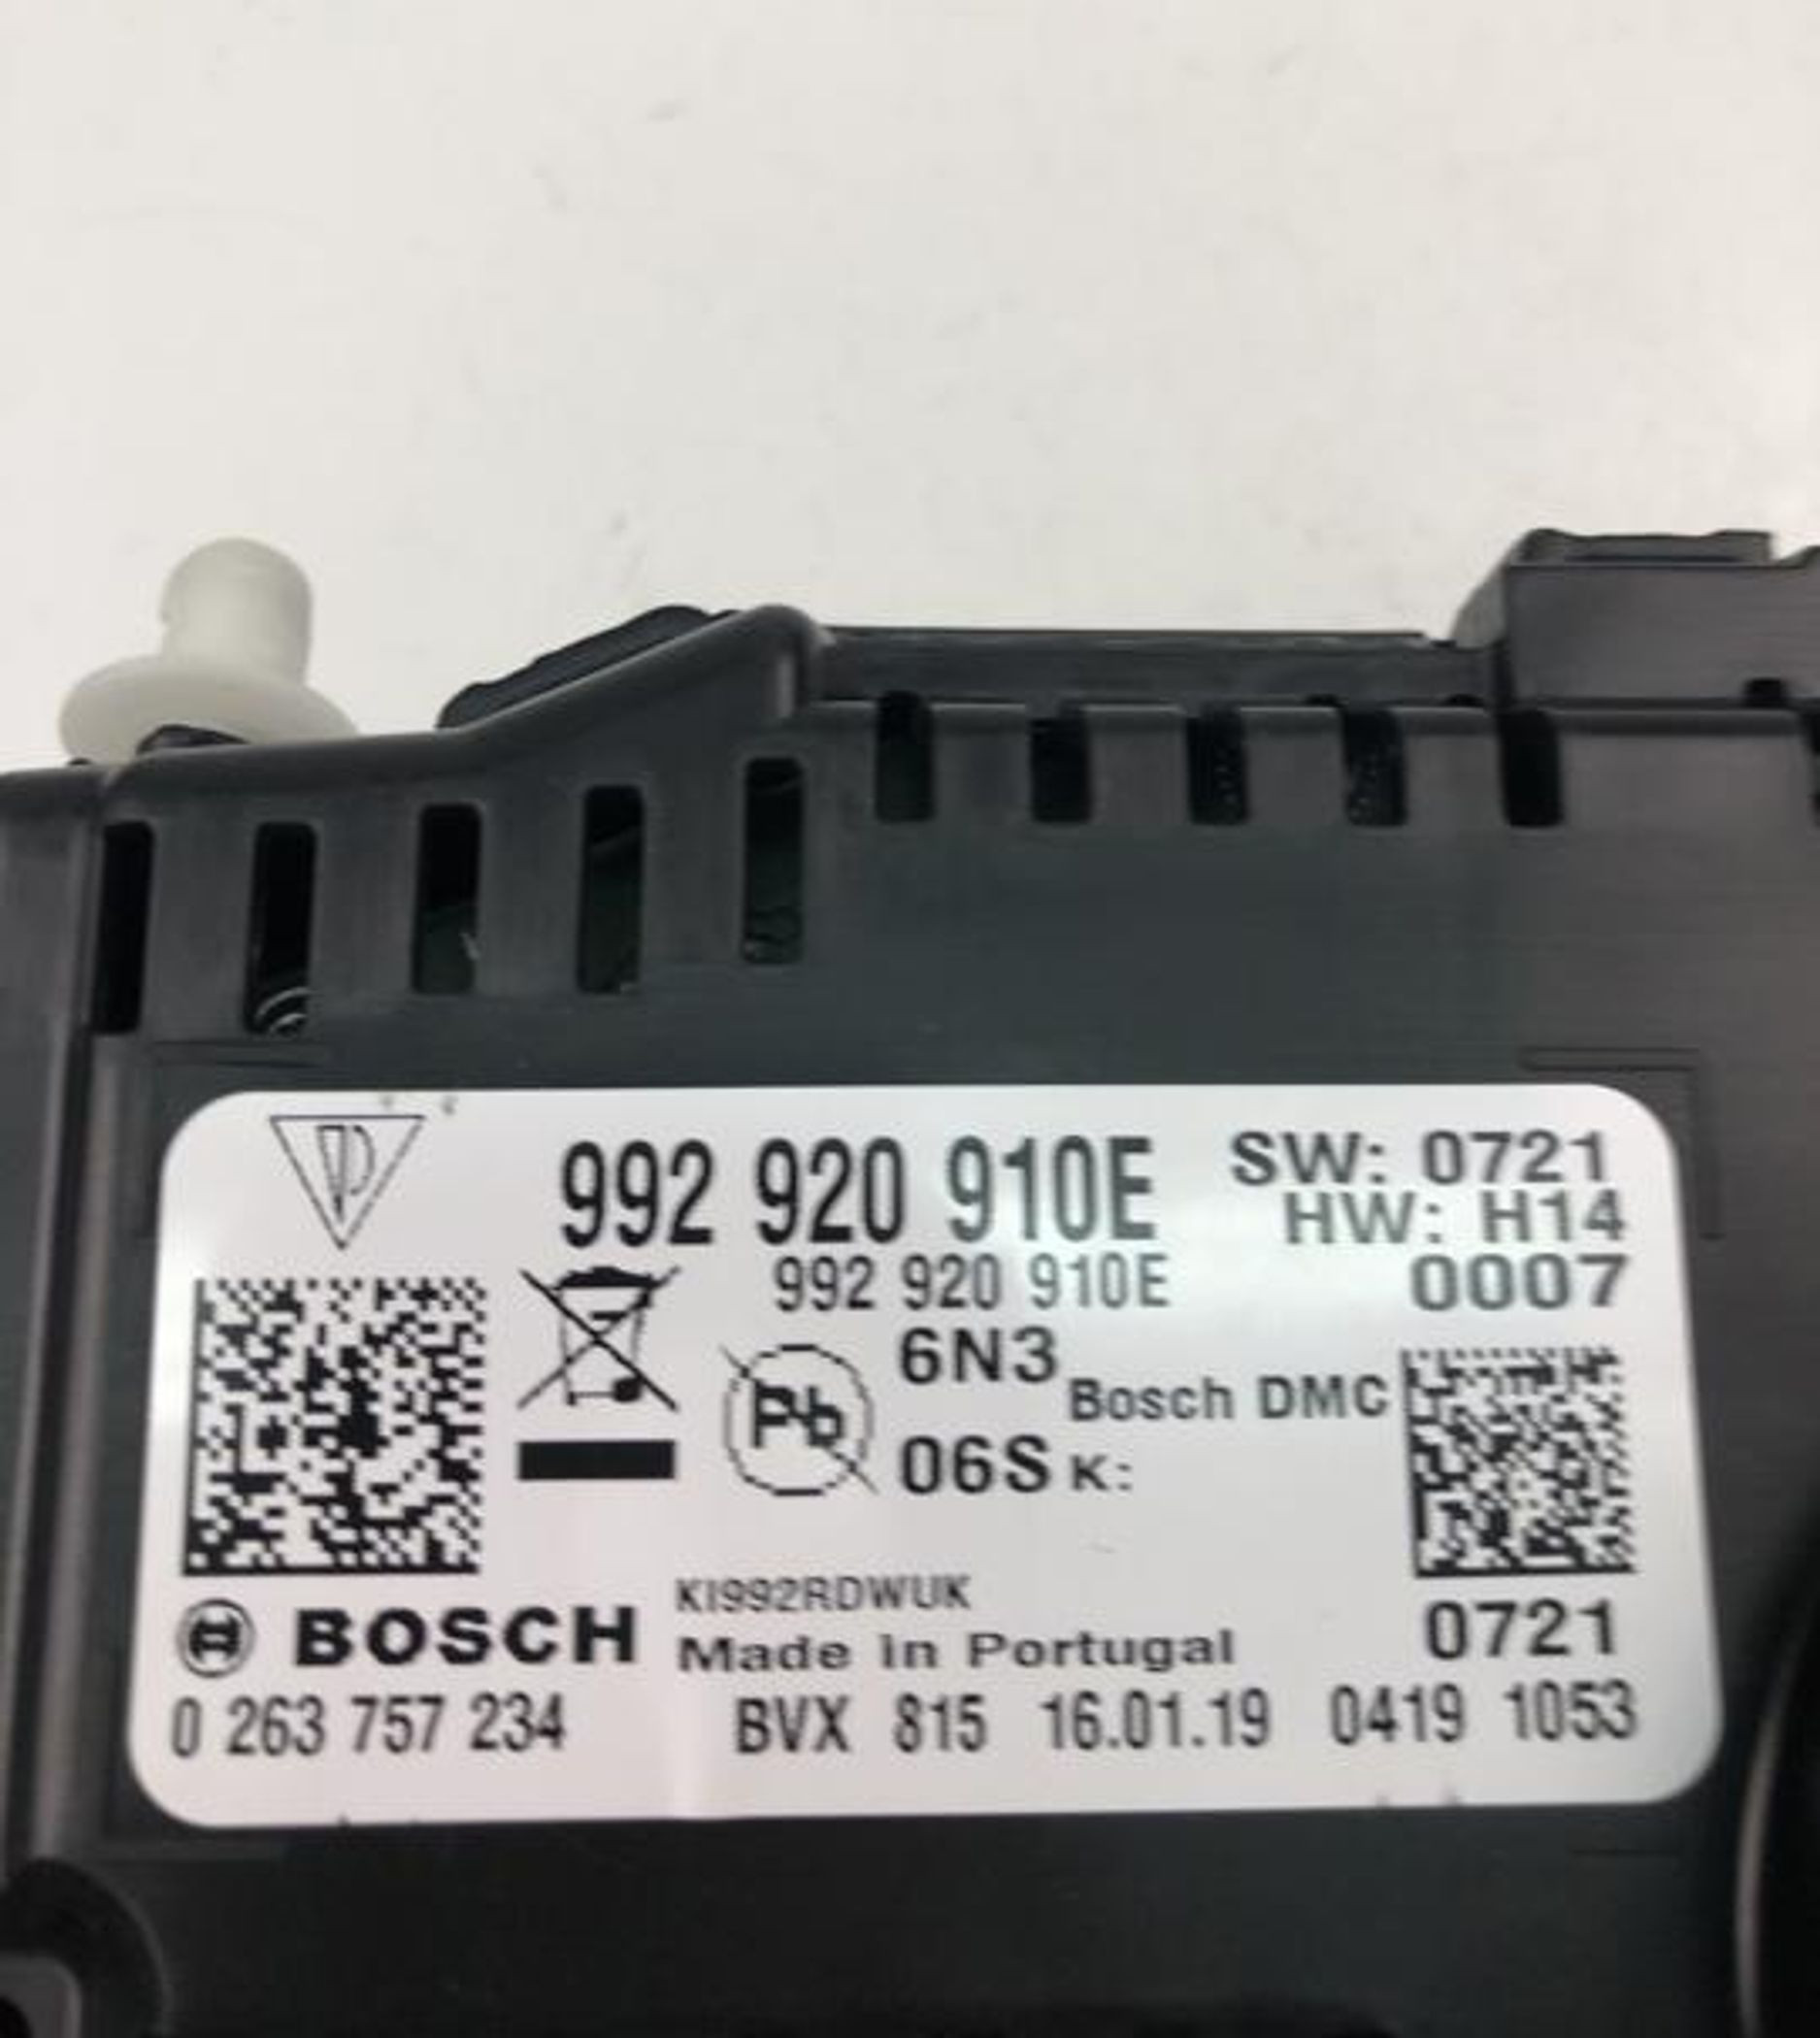 992 920 910E SW: 0721
HW: H14
992 920 910E 0007
Pb 6N3
Bosch DMC
06S K:
KI992RDWUK
BOSCH Made in Portugal 0721
0 263 757 234 BVX 815 16.01.19 0419 1053